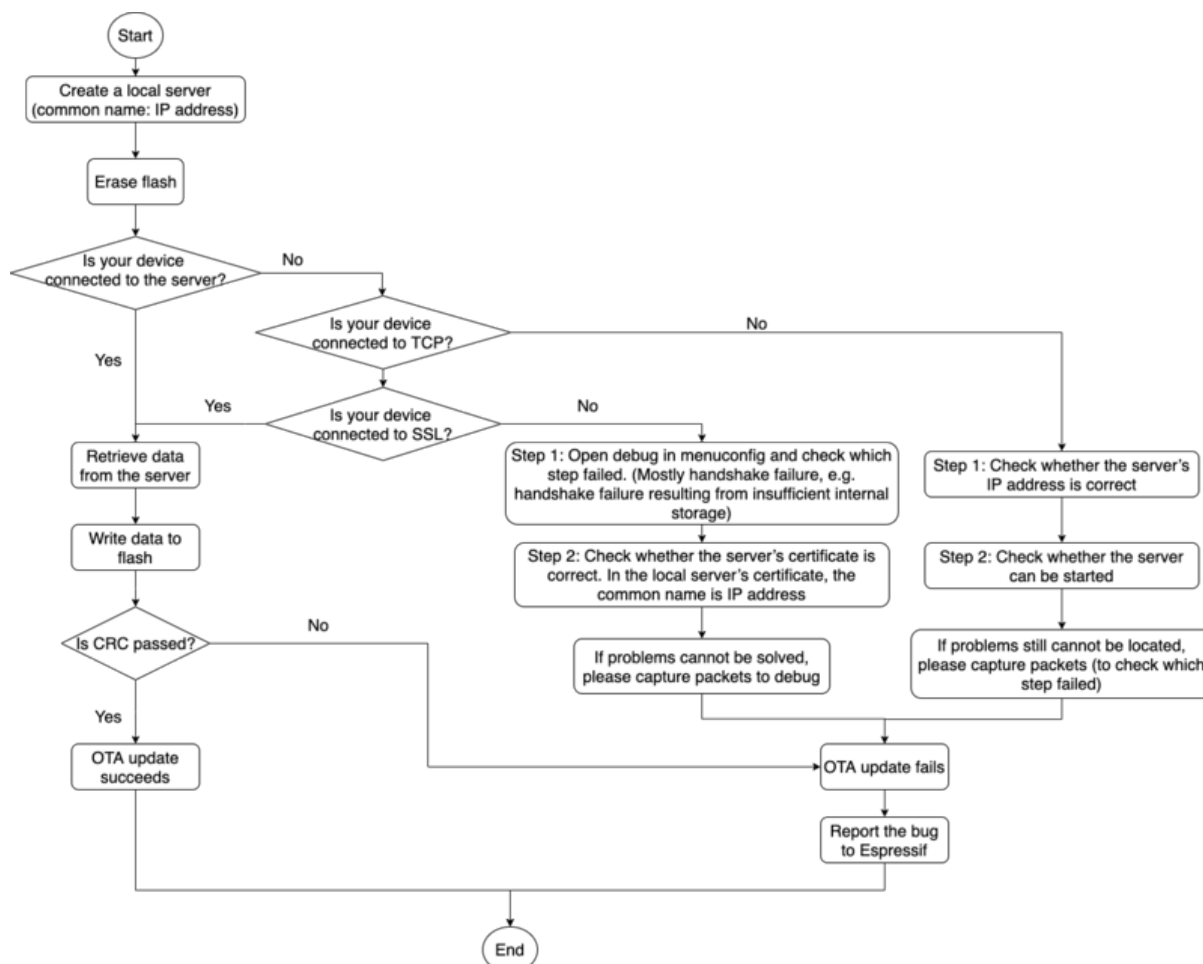 Start
Create a local server
(common name: IP address)
Erase flash
Is your device
connected to the server?
No
Is your device
connected to TCP?
No
Yes
Yes
Is your device
connected to SSL?
No
Retrieve data
from the server
Step 1: Open debug in menuconfig and check which
step failed. (Mostly handshake failure, e.g.
handshake failure resulting from insufficient internal
storage)
Step 1: Check whether the server's
IP address is correct
Write data to
flash
Step 2: Check whether the server's certificate is
correct. In the local server's certificate, the
common name is IP address
Step 2: Check whether the server
can be started
Is CRC passed?
No
If problems cannot be solved,
please capture packets to debug
If problems still cannot be located,
please capture packets (to check which
step failed)
Yes
OTA update
succeeds
OTA update fails
Report the bug
to Espressif
End